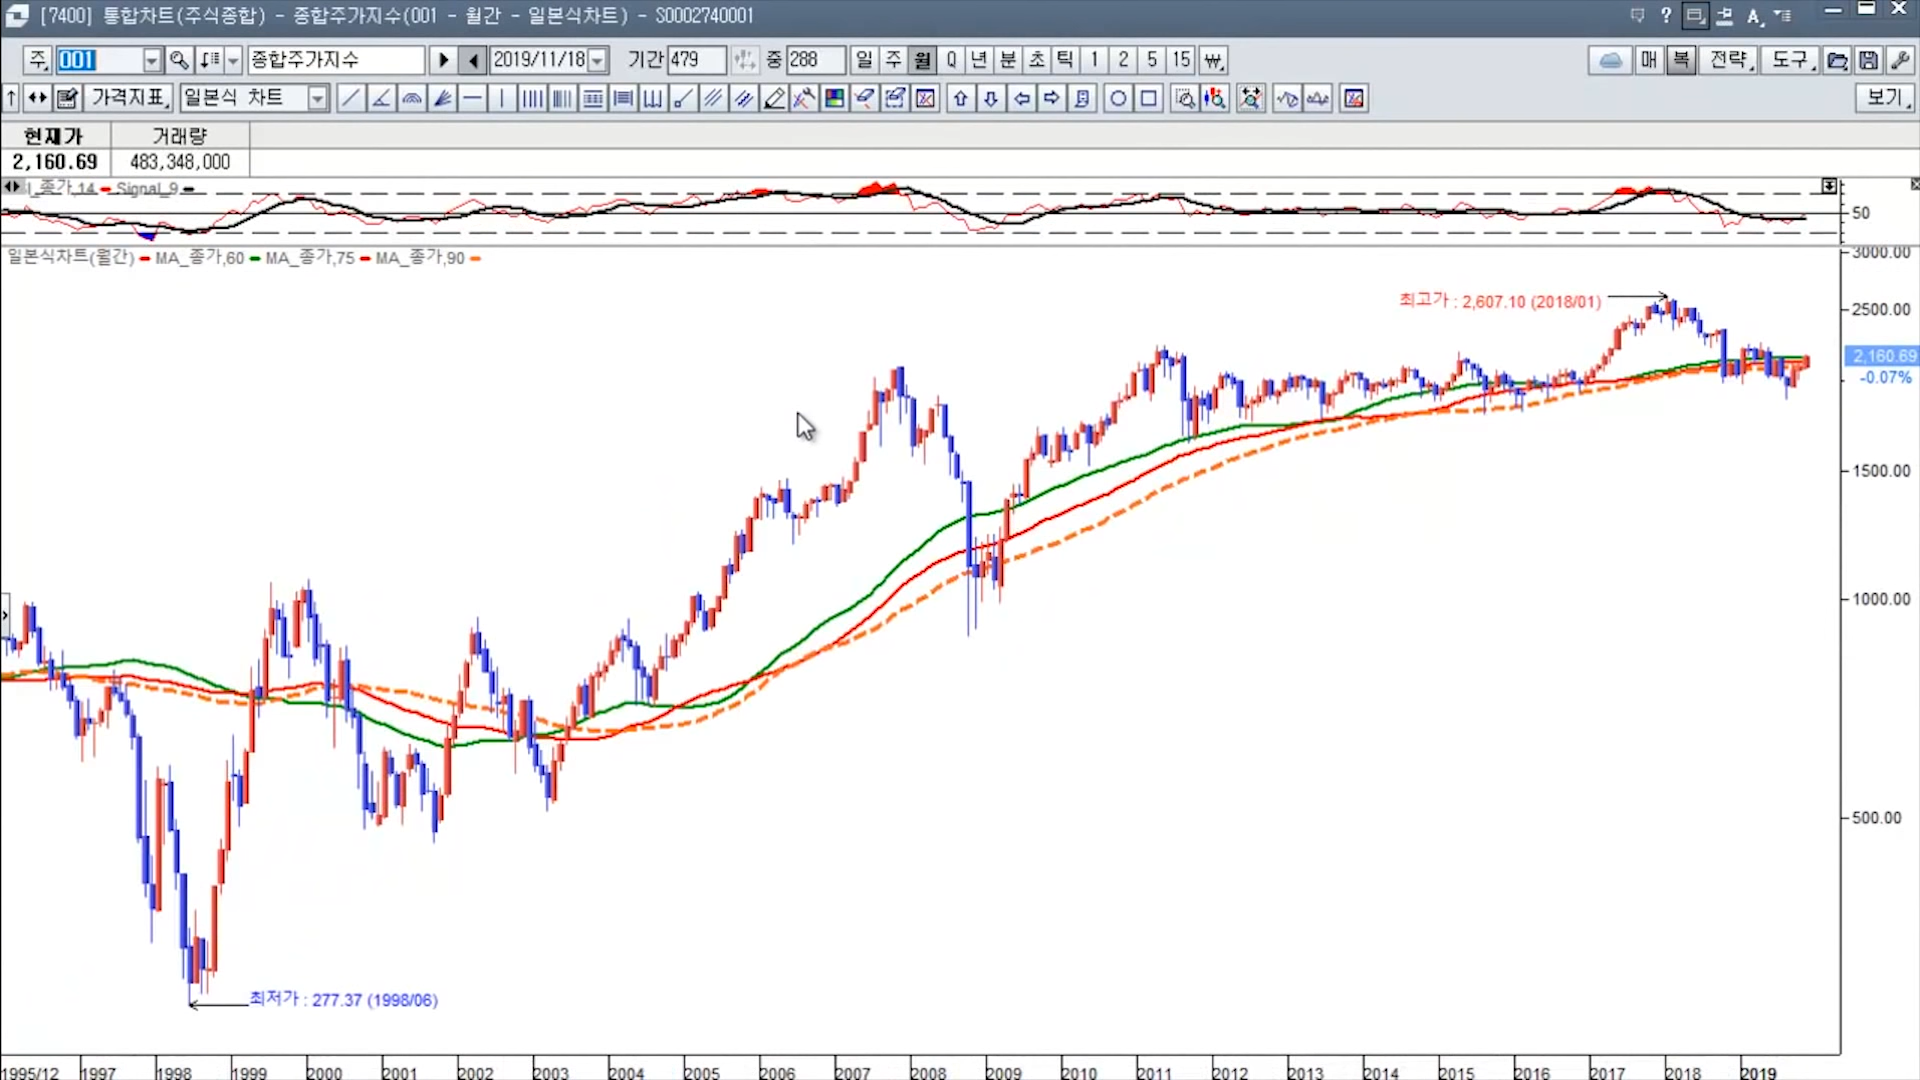 [7400] 통합차트(주식종합) - 종합주가지수(001 - 월간 - 일본식차트) - S0002740001
주 001 종합주가지수 2019/11/18 기간 479 중 288 일 주 월 Q 년 분 초 틱 1 2 5 15 ₩ 매 복 전략 도구
가격지표 일본식 차트 보기
현재가 거래량
2,160.69 483,348,000
I_종가,14 Signal_9
50
일본식차트(월간) MA_종가,60 MA_종가,75 MA_종가,90
3000.00
최고가 : 2,607.10 (2018/01)
2500.00
2,160.69
-0.07%
1500.00
1000.00
500.00
최저가 : 277.37 (1998/06)
1995/12 1997 1998 1999 2000 2001 2002 2003 2004 2005 2006 2007 2008 2009 2010 2011 2012 2013 2014 2015 2016 2017 2018 2019